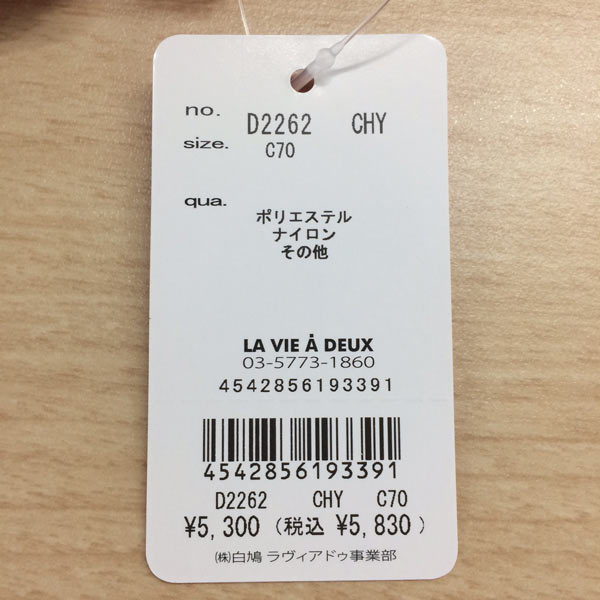 no. D2262 CHY
size. C70
qua.
ポリエステル
ナイロン
その他
LA VIE À DEUX
03-5773-1860
4542856193391
4542856193391
D2262 CHY C70
¥5,300 (税込 ¥5,830)
㈱白鳩 ラヴィアドゥ事業部